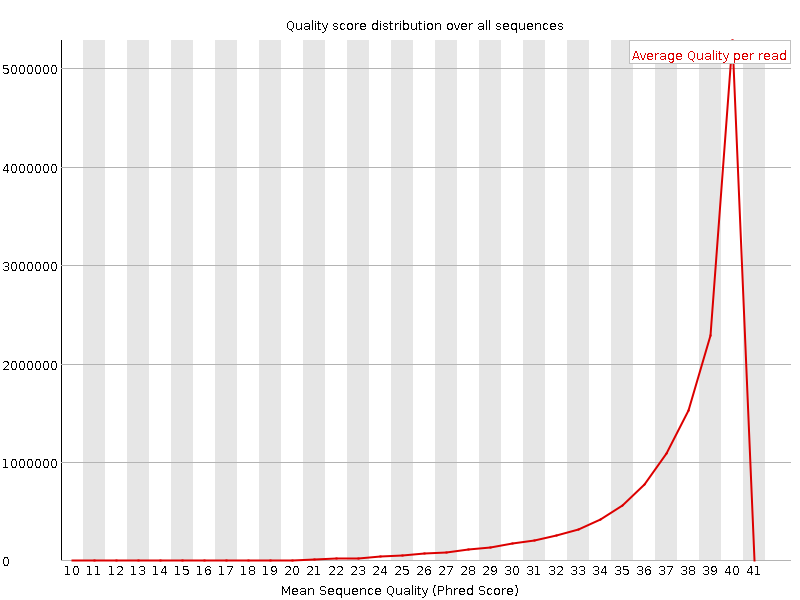 Quality score distribution over all sequences
Average Quality per read
5000000
4000000
3000000
2000000
1000000
0
10 11 12 13 14 15 16 17 18 19 20 21 22 23 24 25 26 27 28 29 30 31 32 33 34 35 36 37 38 39 40 41
Mean Sequence Quality (Phred Score)